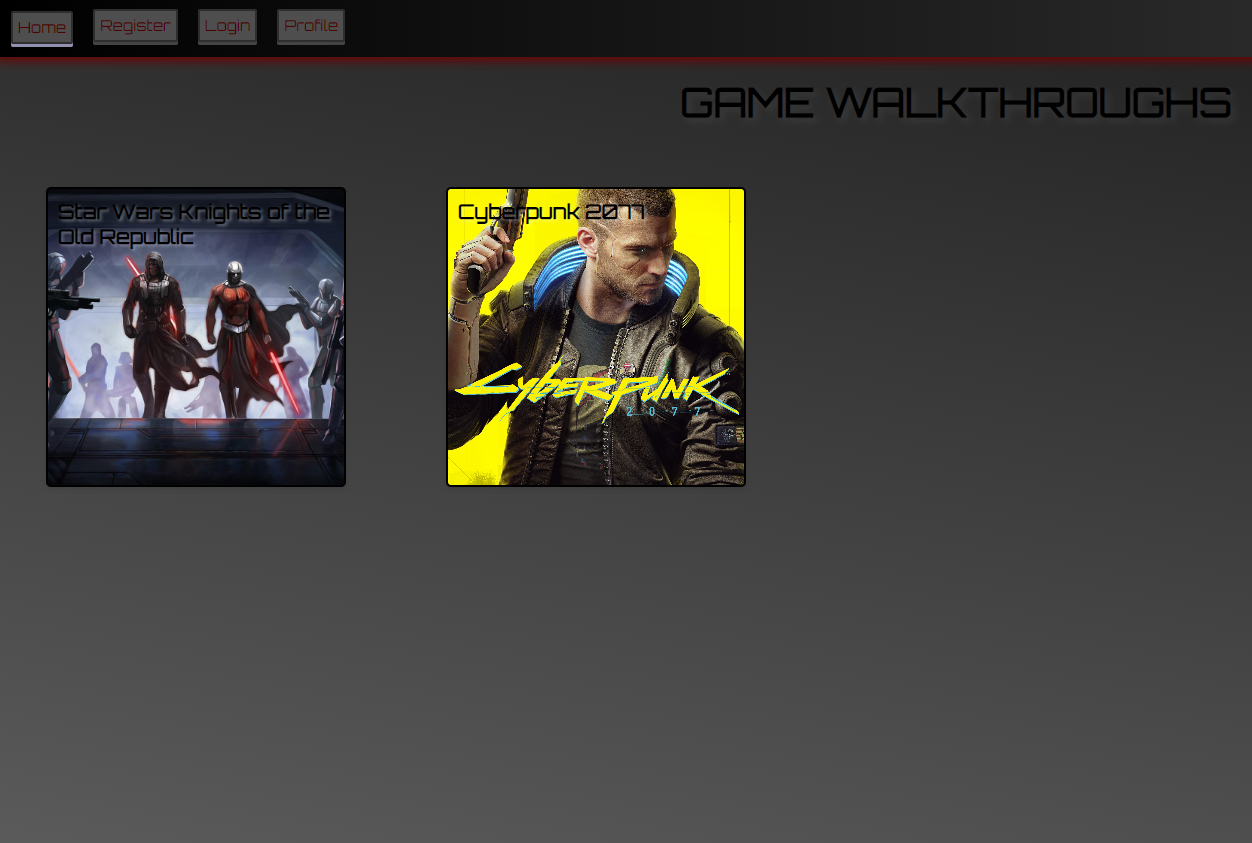 Home Register Login Profile
GAME WALKTHROUGHS
Star Wars Knights of the
Old Republic
Cyberpunk 2077
Cyberpunk
2077